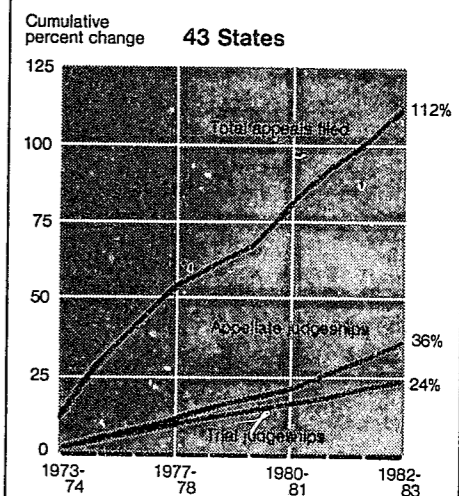 Cumulative
percent change
43 States
125
100
75
50
25
0
Total appeals filed
112%
Appellate judgeships
36%
24%
Trial judgeships
1973-
74
1977-
78
1980-
81
1982-
83